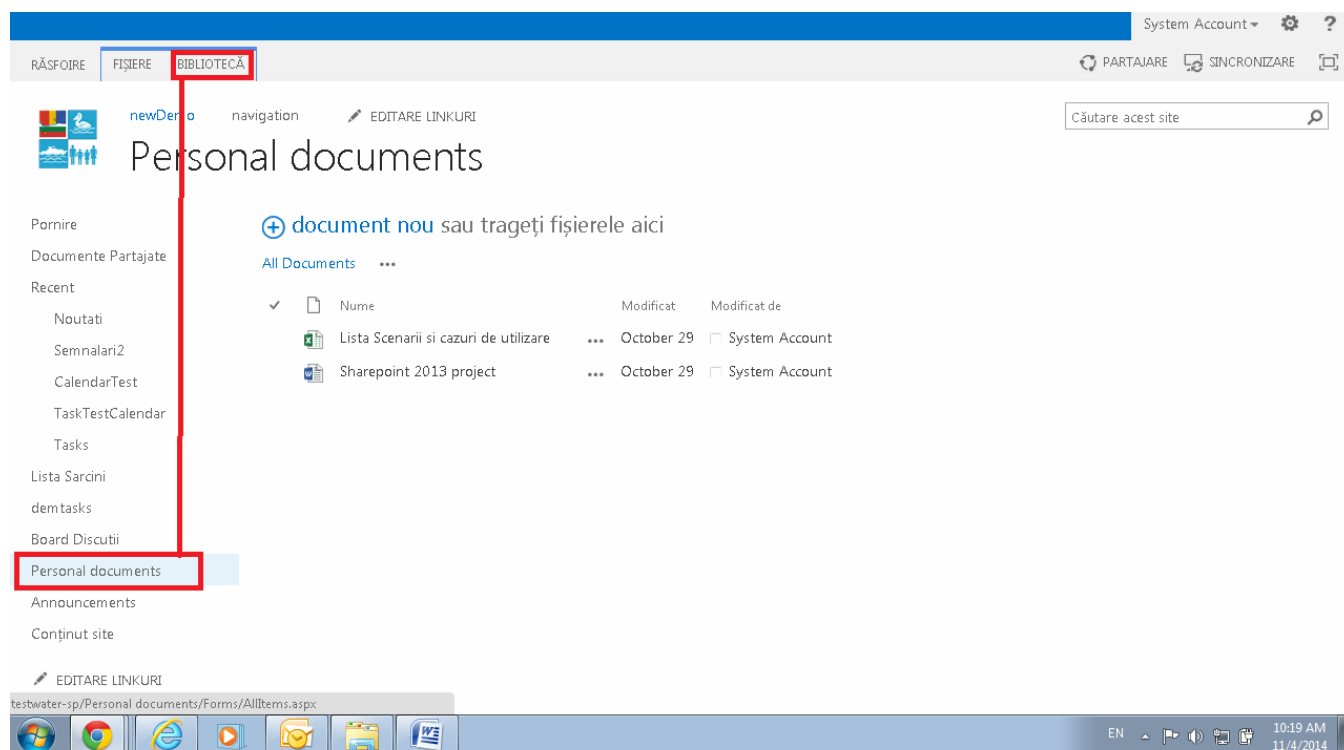 System Account ?
RĂSFOIRE FIȘIERE BIBLIOTECĂ PARTAJARE SINCRONIZARE
newDemo navigation EDITARE LINKURI Căutare acest site
Personal documents
Pornire
document nou sau trageți fișierele aici
Documente Partajate
All Documents ...
Recent
Nume Modificat Modificat de
Noutati
Lista Scenarii si cazuri de utilizare ... October 29 System Account
Semnalari2
Sharepoint 2013 project ... October 29 System Account
CalendarTest
TaskTestCalendar
Tasks
Lista Sarcini
demtasks
Board Discutii
Personal documents
Announcements
Conținut site
EDITARE LINKURI
testwater-sp/Personal documents/Forms/AllItems.aspx
EN 10:19 AM
11/4/2014